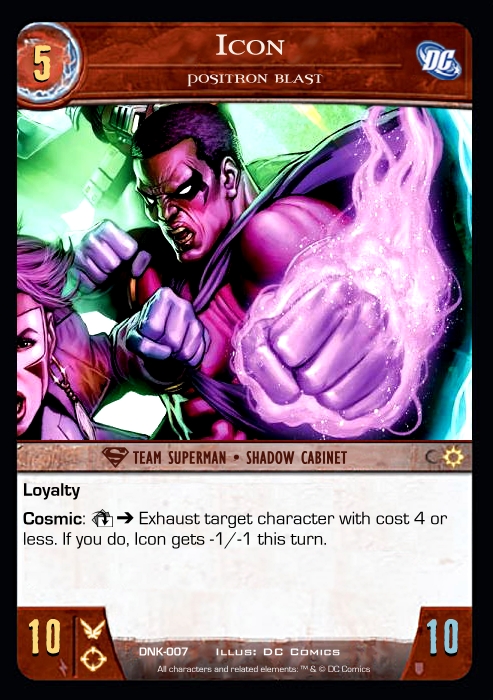 5
Icon
positron blast
DC
TEAM SUPERMAN • SHADOW CABINET
Loyalty
Cosmic: ➔ Exhaust target character with cost 4 or
less. If you do, Icon gets -1/-1 this turn.
10
DNK-007 Illus: DC Comics
All characters and related elements: ™ & © DC Comics
10